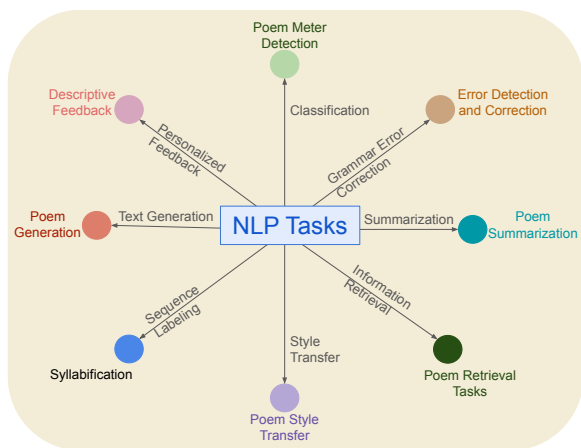 Poem Meter
Detection
Descriptive
Feedback
Error Detection
and Correction
Classification
Personalized
Feedback
Grammar Error
Correction
Poem
Generation
Text Generation
NLP Tasks
Summarization
Poem
Summarization
Sequence
Labeling
Information
Retrieval
Style
Transfer
Syllabification
Poem Retrieval
Tasks
Poem Style
Transfer